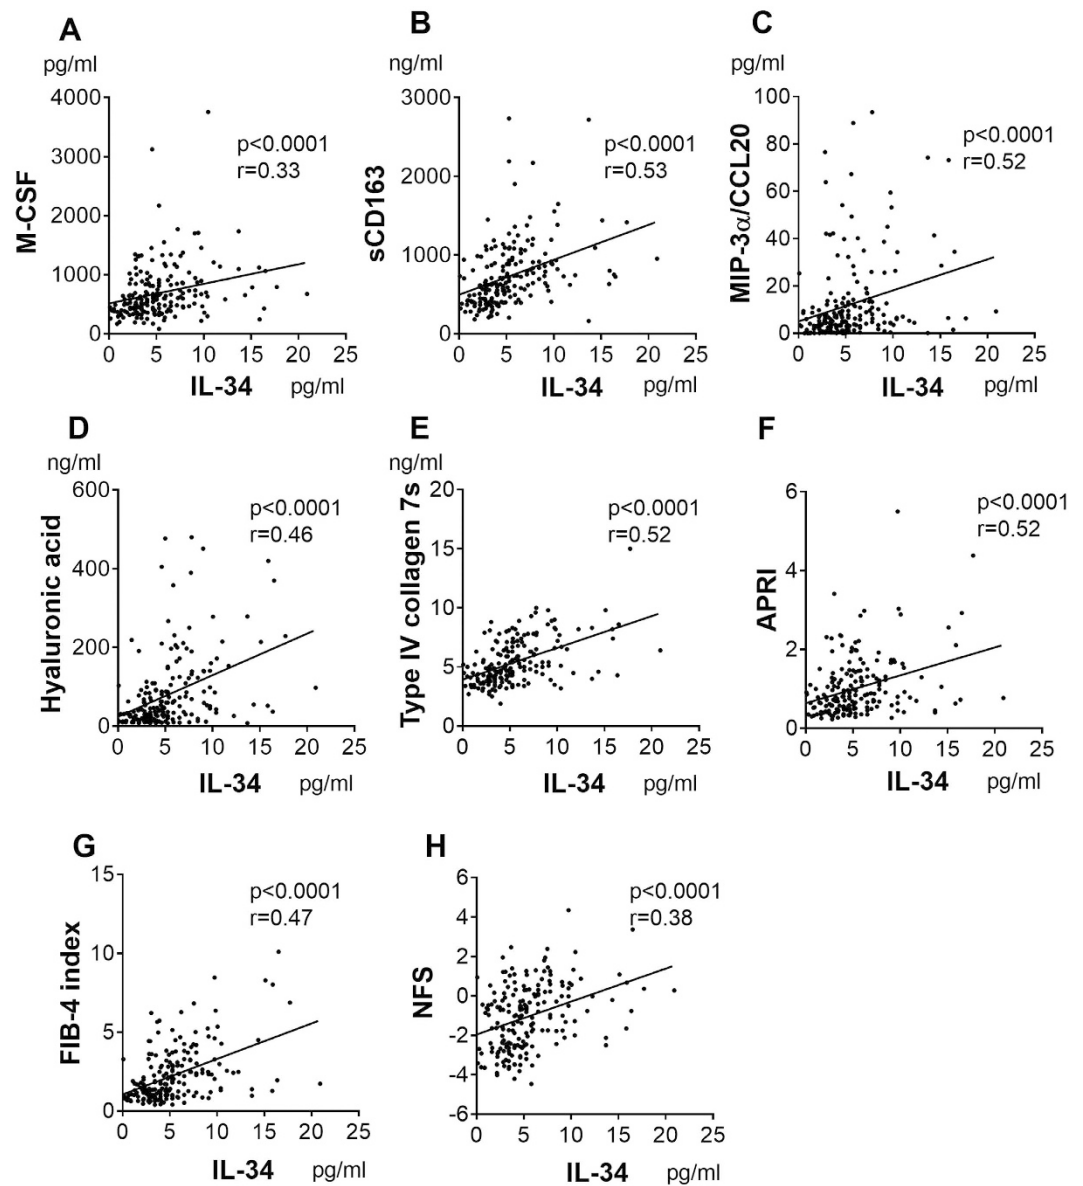 A
pg/ml
M-CSF
4000
3000
2000
1000
0
p<0.0001
r=0.33
0 5 10 15 20 25
IL-34 pg/ml
B
ng/ml
sCD163
3000
2000
1000
0
p<0.0001
r=0.53
0 5 10 15 20 25
IL-34 pg/ml
C
pg/ml
MIP-3α/CCL20
100
80
60
40
20
0
p<0.0001
r=0.52
0 5 10 15 20 25
IL-34 pg/ml
D
ng/ml
Hyaluronic acid
600
400
200
0
p<0.0001
r=0.46
0 5 10 15 20 25
IL-34 pg/ml
E
ng/ml
Type IV collagen 7s
20
15
10
5
0
p<0.0001
r=0.52
0 5 10 15 20 25
IL-34 pg/ml
F
APRI
6
4
2
0
p<0.0001
r=0.52
0 5 10 15 20 25
IL-34 pg/ml
G
FIB-4 index
15
10
5
0
p<0.0001
r=0.47
0 5 10 15 20 25
IL-34 pg/ml
H
NFS
6
4
2
0
-2
-4
-6
p<0.0001
r=0.38
0 5 10 15 20 25
IL-34 pg/ml